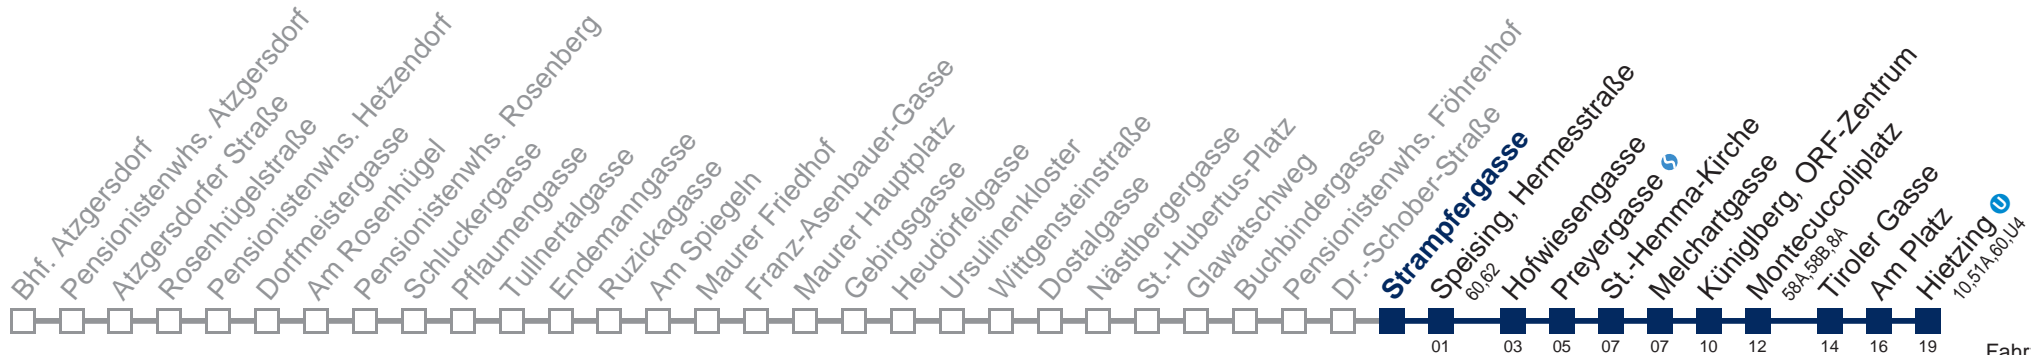 Bhf. Atzgersdorf
Pensionistenwhs. Atzgersdorf
Atzgersdorfer Straße
Rosenhügelstraße
Pensionistenwhs. Hetzendorf
Dorfmeistergasse
Am Rosenhügel
Pensionistenwhs. Rosenberg
Schluckergasse
Pflaumengasse
Tullnertalgasse
Endemanngasse
Ruzickagasse
Am Spiegeln
Maurer Friedhof
Franz-Asenbauer-Gasse
Maurer Hauptplatz
Gebirgsgasse
Heudörfelgasse
Ursulinenkloster
Wittgensteinstraße
Dostalgasse
Nästlbergergasse
St.-Hubertus-Platz
Glawatschweg
Buchbindergasse
Pensionistenwhs. Föhrenhof
Dr.-Schober-Straße
Strampfergasse
Speising, Hermesstraße
60,62
Hofwiesengasse
Preyergasse S
St.-Hemma-Kirche
Melchartgasse
Küniglberg, ORF-Zentrum
Montecuccoliplatz
58A,58B,8A
Tiroler Gasse
Am Platz
Hietzing U
10,51A,60,U4
01 03 05 07 07 10 12 14 16 19
Fahr